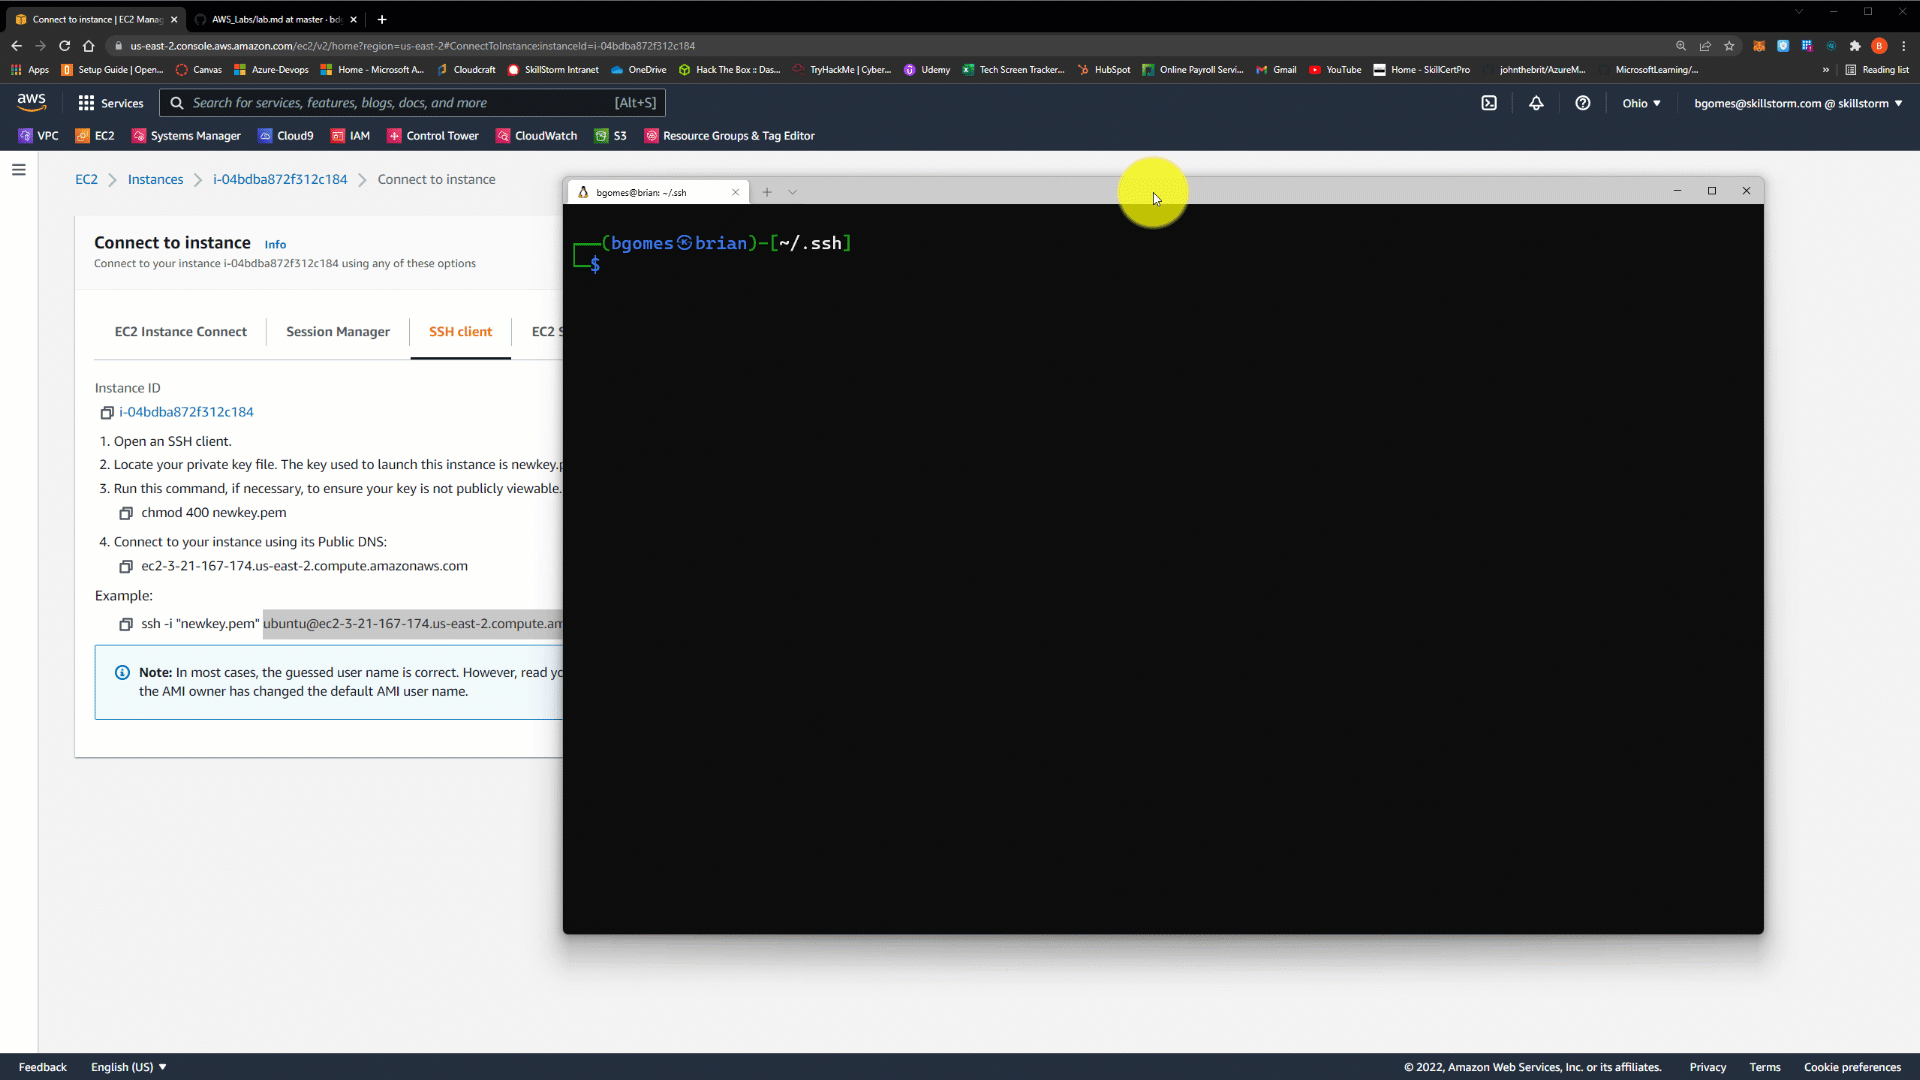 Connect to instance | EC2 Manag
AWS_Labs/lab.md at master · bdg
us-east-2.console.aws.amazon.com/ec2/v2/home?region=us-east-2#ConnectToInstance:instanceId=i-04bdba872f312c184
B
Apps Setup Guide | Open... Canvas Azure-Devops Home - Microsoft A... Cloudcraft SkillStorm Intranet OneDrive Hack The Box :: Das... TryHackMe | Cyber... Udemy Tech Screen Tracker... HubSpot Online Payroll Servi... Gmail YouTube Home - SkillCertPro johnthebrit/AzureM... MicrosoftLearning/... » Reading list
aws Services Search for services, features, blogs, docs, and more [Alt+S] Ohio bgomes@skillstorm.com @ skillstorm
VPC EC2 Systems Manager Cloud9 IAM Control Tower CloudWatch S3 Resource Groups & Tag Editor
EC2 Instances i-04bdba872f312c184 Connect to instance
Connect to instance Info
Connect to your instance i-04bdba872f312c184 using any of these options
EC2 Instance Connect Session Manager SSH client EC2 S
Instance ID
i-04bdba872f312c184
1. Open an SSH client.
2. Locate your private key file. The key used to launch this instance is newkey.p
3. Run this command, if necessary, to ensure your key is not publicly viewable.
chmod 400 newkey.pem
4. Connect to your instance using its Public DNS:
ec2-3-21-167-174.us-east-2.compute.amazonaws.com
Example:
ssh -i "newkey.pem" ubuntu@ec2-3-21-167-174.us-east-2.compute.am
Note: In most cases, the guessed user name is correct. However, read yo
the AMI owner has changed the default AMI user name.
bgomes@brian: ~/.ssh
┌──(bgomes㉿brian)-[~/.ssh]
└─$
Feedback English (US) © 2022, Amazon Web Services, Inc. or its affiliates. Privacy Terms Cookie preferences